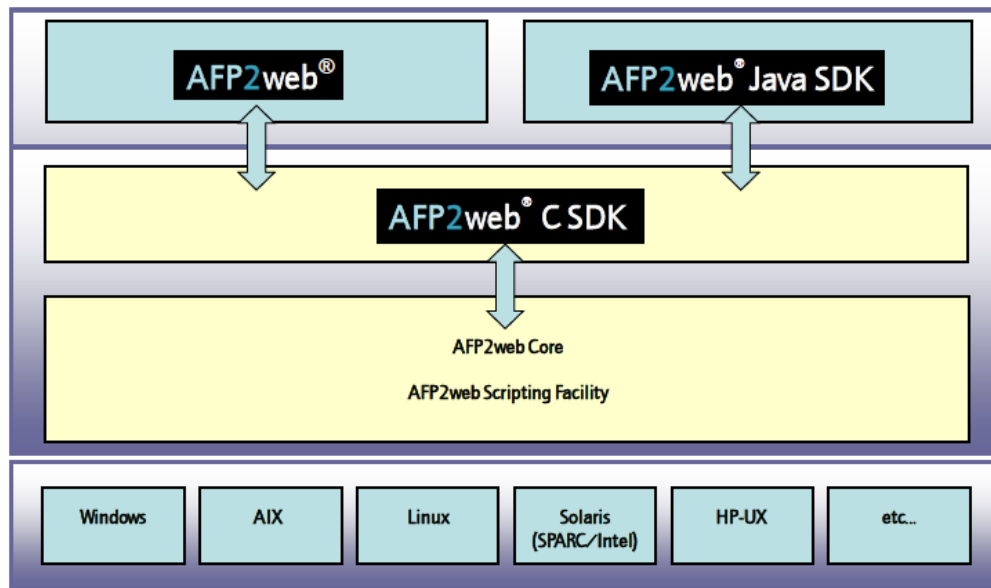 AFP2web®
AFP2web® Java SDK
AFP2web® C SDK
AFP2web Core
AFP2web Scripting Facility
Windows
AIX
Linux
Solaris
(SPARC/Intel)
HP-UX
etc...